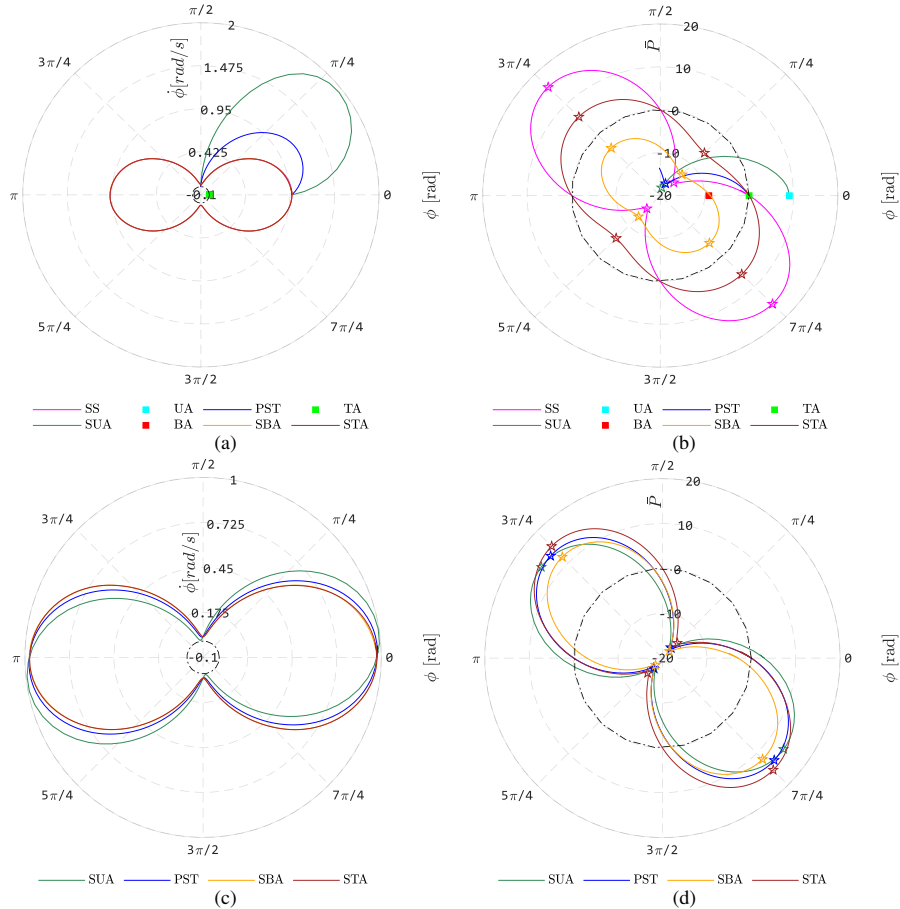 π/2
2
3π/4
π/4
φ̇[rad/s]
1.475
0.95
0.425
π
-0.1
0
φ [rad]
5π/4
7π/4
3π/2
SS UA PST TA
SUA BA SBA STA
(a)
π/2
20
3π/4
π/4
P̄
10
-0
-10
π
-20
0
φ [rad]
5π/4
7π/4
3π/2
SS UA PST TA
SUA BA SBA STA
(b)
π/2
1
3π/4
π/4
φ̇[rad/s]
0.725
0.45
0.175
π
-0.1
0
φ [rad]
5π/4
7π/4
3π/2
SUA PST SBA STA
(c)
π/2
20
3π/4
π/4
P̄
10
-0
-10
π
-20
0
φ [rad]
5π/4
7π/4
3π/2
SUA PST SBA STA
(d)